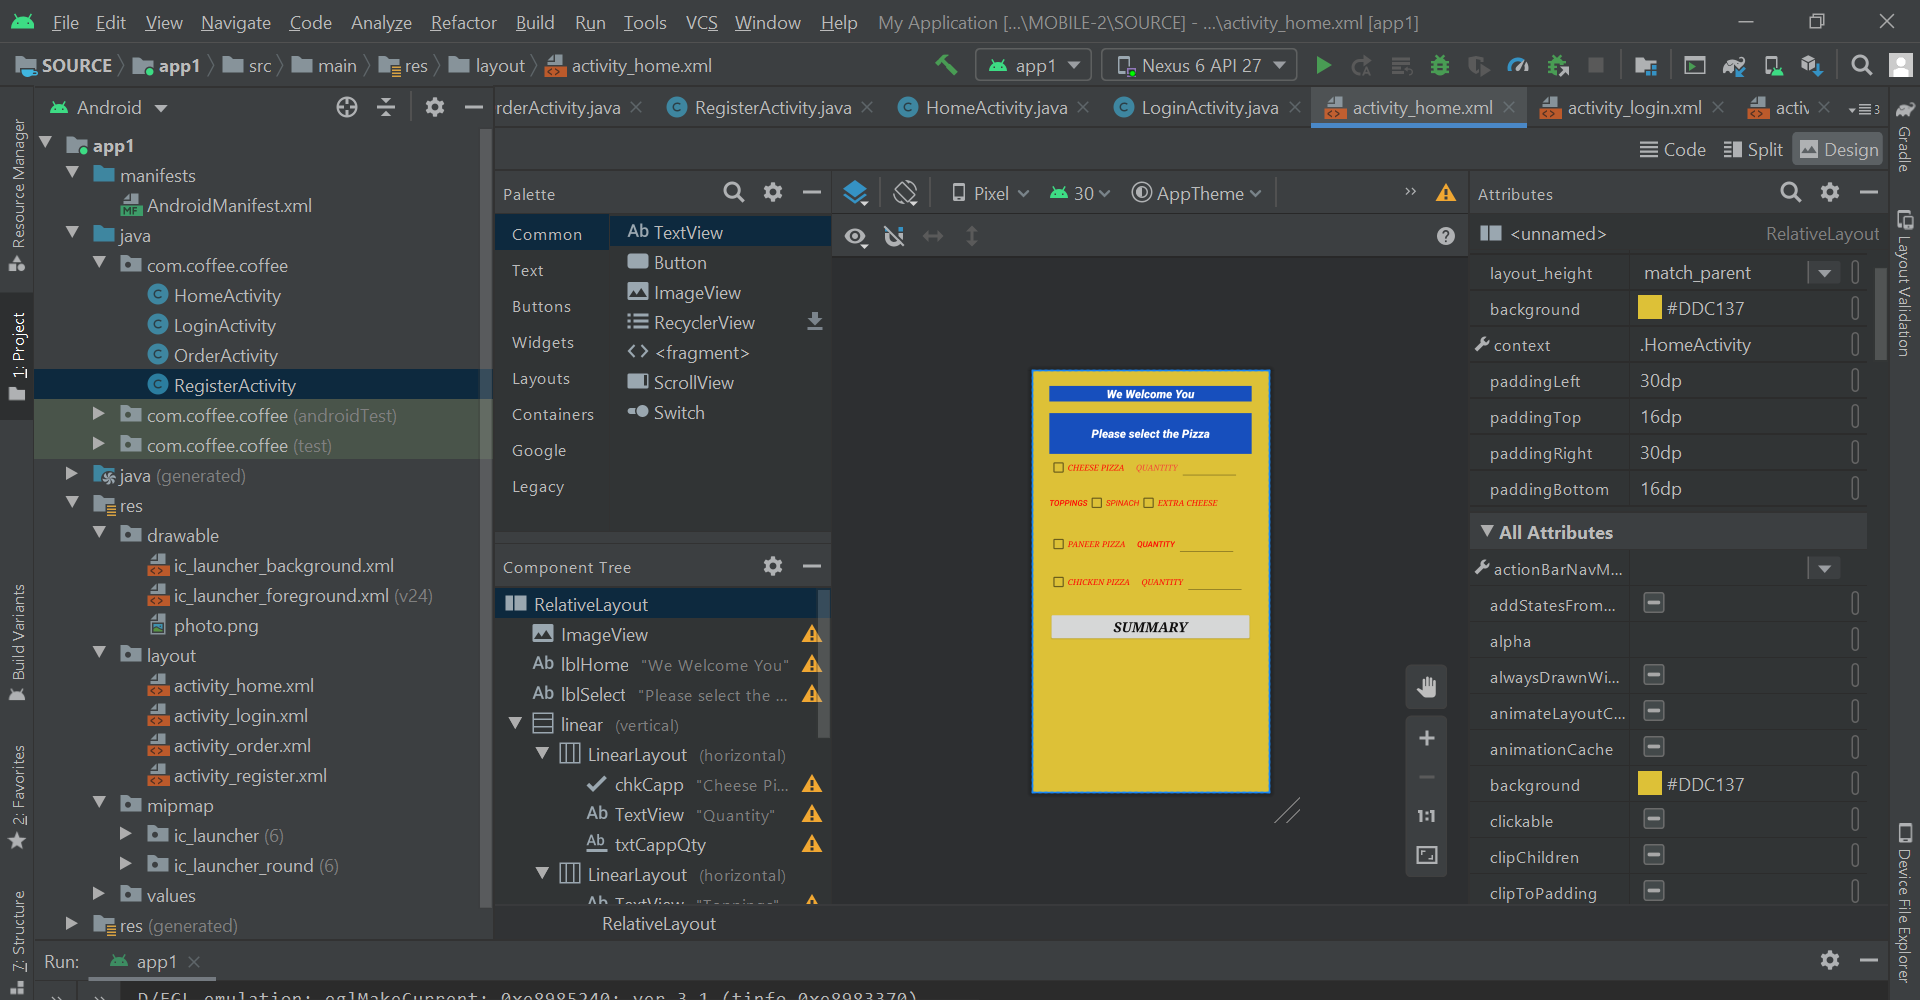 File Edit View Navigate Code Analyze Refactor Build Run Tools VCS Window Help My Application [...\MOBILE-2\SOURCE] - ...\activity_home.xml [app1]
SOURCE app1 src main res layout activity_home.xml
app1 Nexus 6 API 27
Android
rderActivity.java RegisterActivity.java HomeActivity.java LoginActivity.java activity_home.xml activity_login.xml activ 3
Code Split Design
Resource Manager
1: Project
Build Variants
2: Favorites
7: Structure
app1
manifests
MF AndroidManifest.xml
java
com.coffee.coffee
C HomeActivity
C LoginActivity
C OrderActivity
C RegisterActivity
com.coffee.coffee (androidTest)
com.coffee.coffee (test)
java (generated)
res
drawable
ic_launcher_background.xml
ic_launcher_foreground.xml (v24)
photo.png
layout
activity_home.xml
activity_login.xml
activity_order.xml
activity_register.xml
mipmap
ic_launcher (6)
ic_launcher_round (6)
values
res (generated)
Palette
Common
Text
Buttons
Widgets
Layouts
Containers
Google
Legacy
Ab TextView
Button
ImageView
RecyclerView
<fragment>
ScrollView
Switch
Component Tree
RelativeLayout
ImageView
Ab lblHome "We Welcome You"
Ab lblSelect "Please select the ...
linear (vertical)
LinearLayout (horizontal)
chkCapp "Cheese Pi...
Ab TextView "Quantity"
Ab txtCappQty
LinearLayout (horizontal)
Ab TextView "Toppings"
RelativeLayout
Pixel 30 AppTheme
We Welcome You
Please select the Pizza
CHEESE PIZZA QUANTITY
TOPPINGS SPINACH EXTRA CHEESE
PANEER PIZZA QUANTITY
CHICKEN PIZZA QUANTITY
SUMMARY
1:1
Attributes
<unnamed> RelativeLayout
layout_height match_parent
background #DDC137
context .HomeActivity
paddingLeft 30dp
paddingTop 16dp
paddingRight 30dp
paddingBottom 16dp
All Attributes
actionBarNavM...
addStatesFrom...
alpha
alwaysDrawnWi...
animateLayoutC...
animationCache
background #DDC137
clickable
clipChildren
clipToPadding
Gradle
Layout Validation
Device File Explorer
Run: app1
D/EGL_emulation: eglMakeCurrent: 0xe8985240: ver 3 1 (tinfo 0xe8983370)